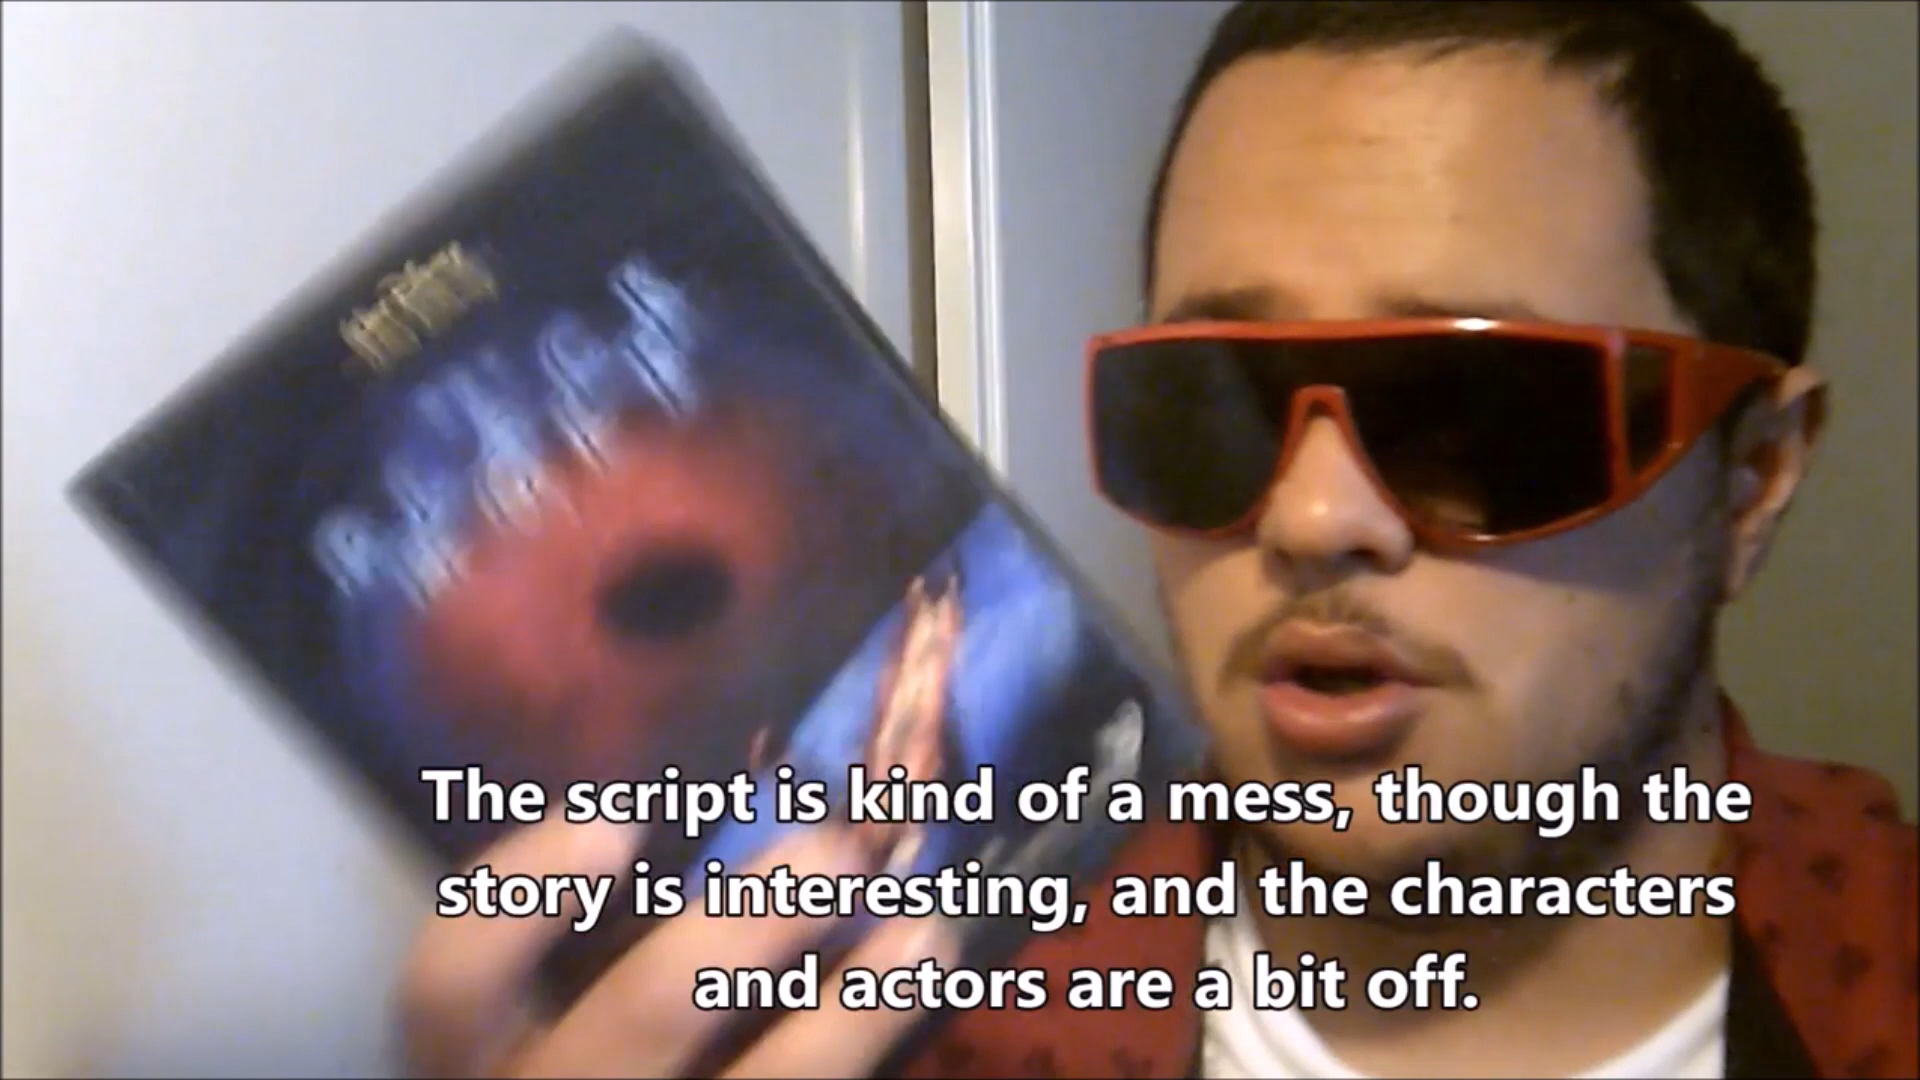 The script is kind of a mess, though the
story is interesting, and the characters
and actors are a bit off.